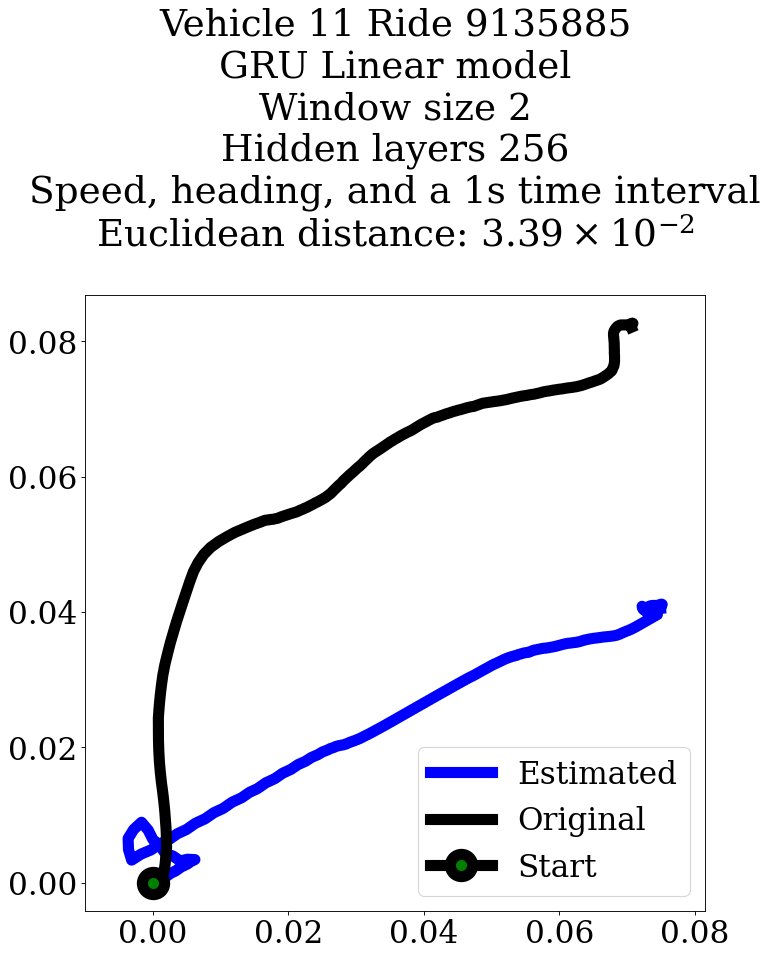 Vehicle 11 Ride 9135885
GRU Linear model
Window size 2
Hidden layers 256
Speed, heading, and a 1s time interval
Euclidean distance: 3.39 × 10⁻²
0.08
0.06
0.04
0.02
0.00
Estimated
Original
Start
0.00 0.02 0.04 0.06 0.08